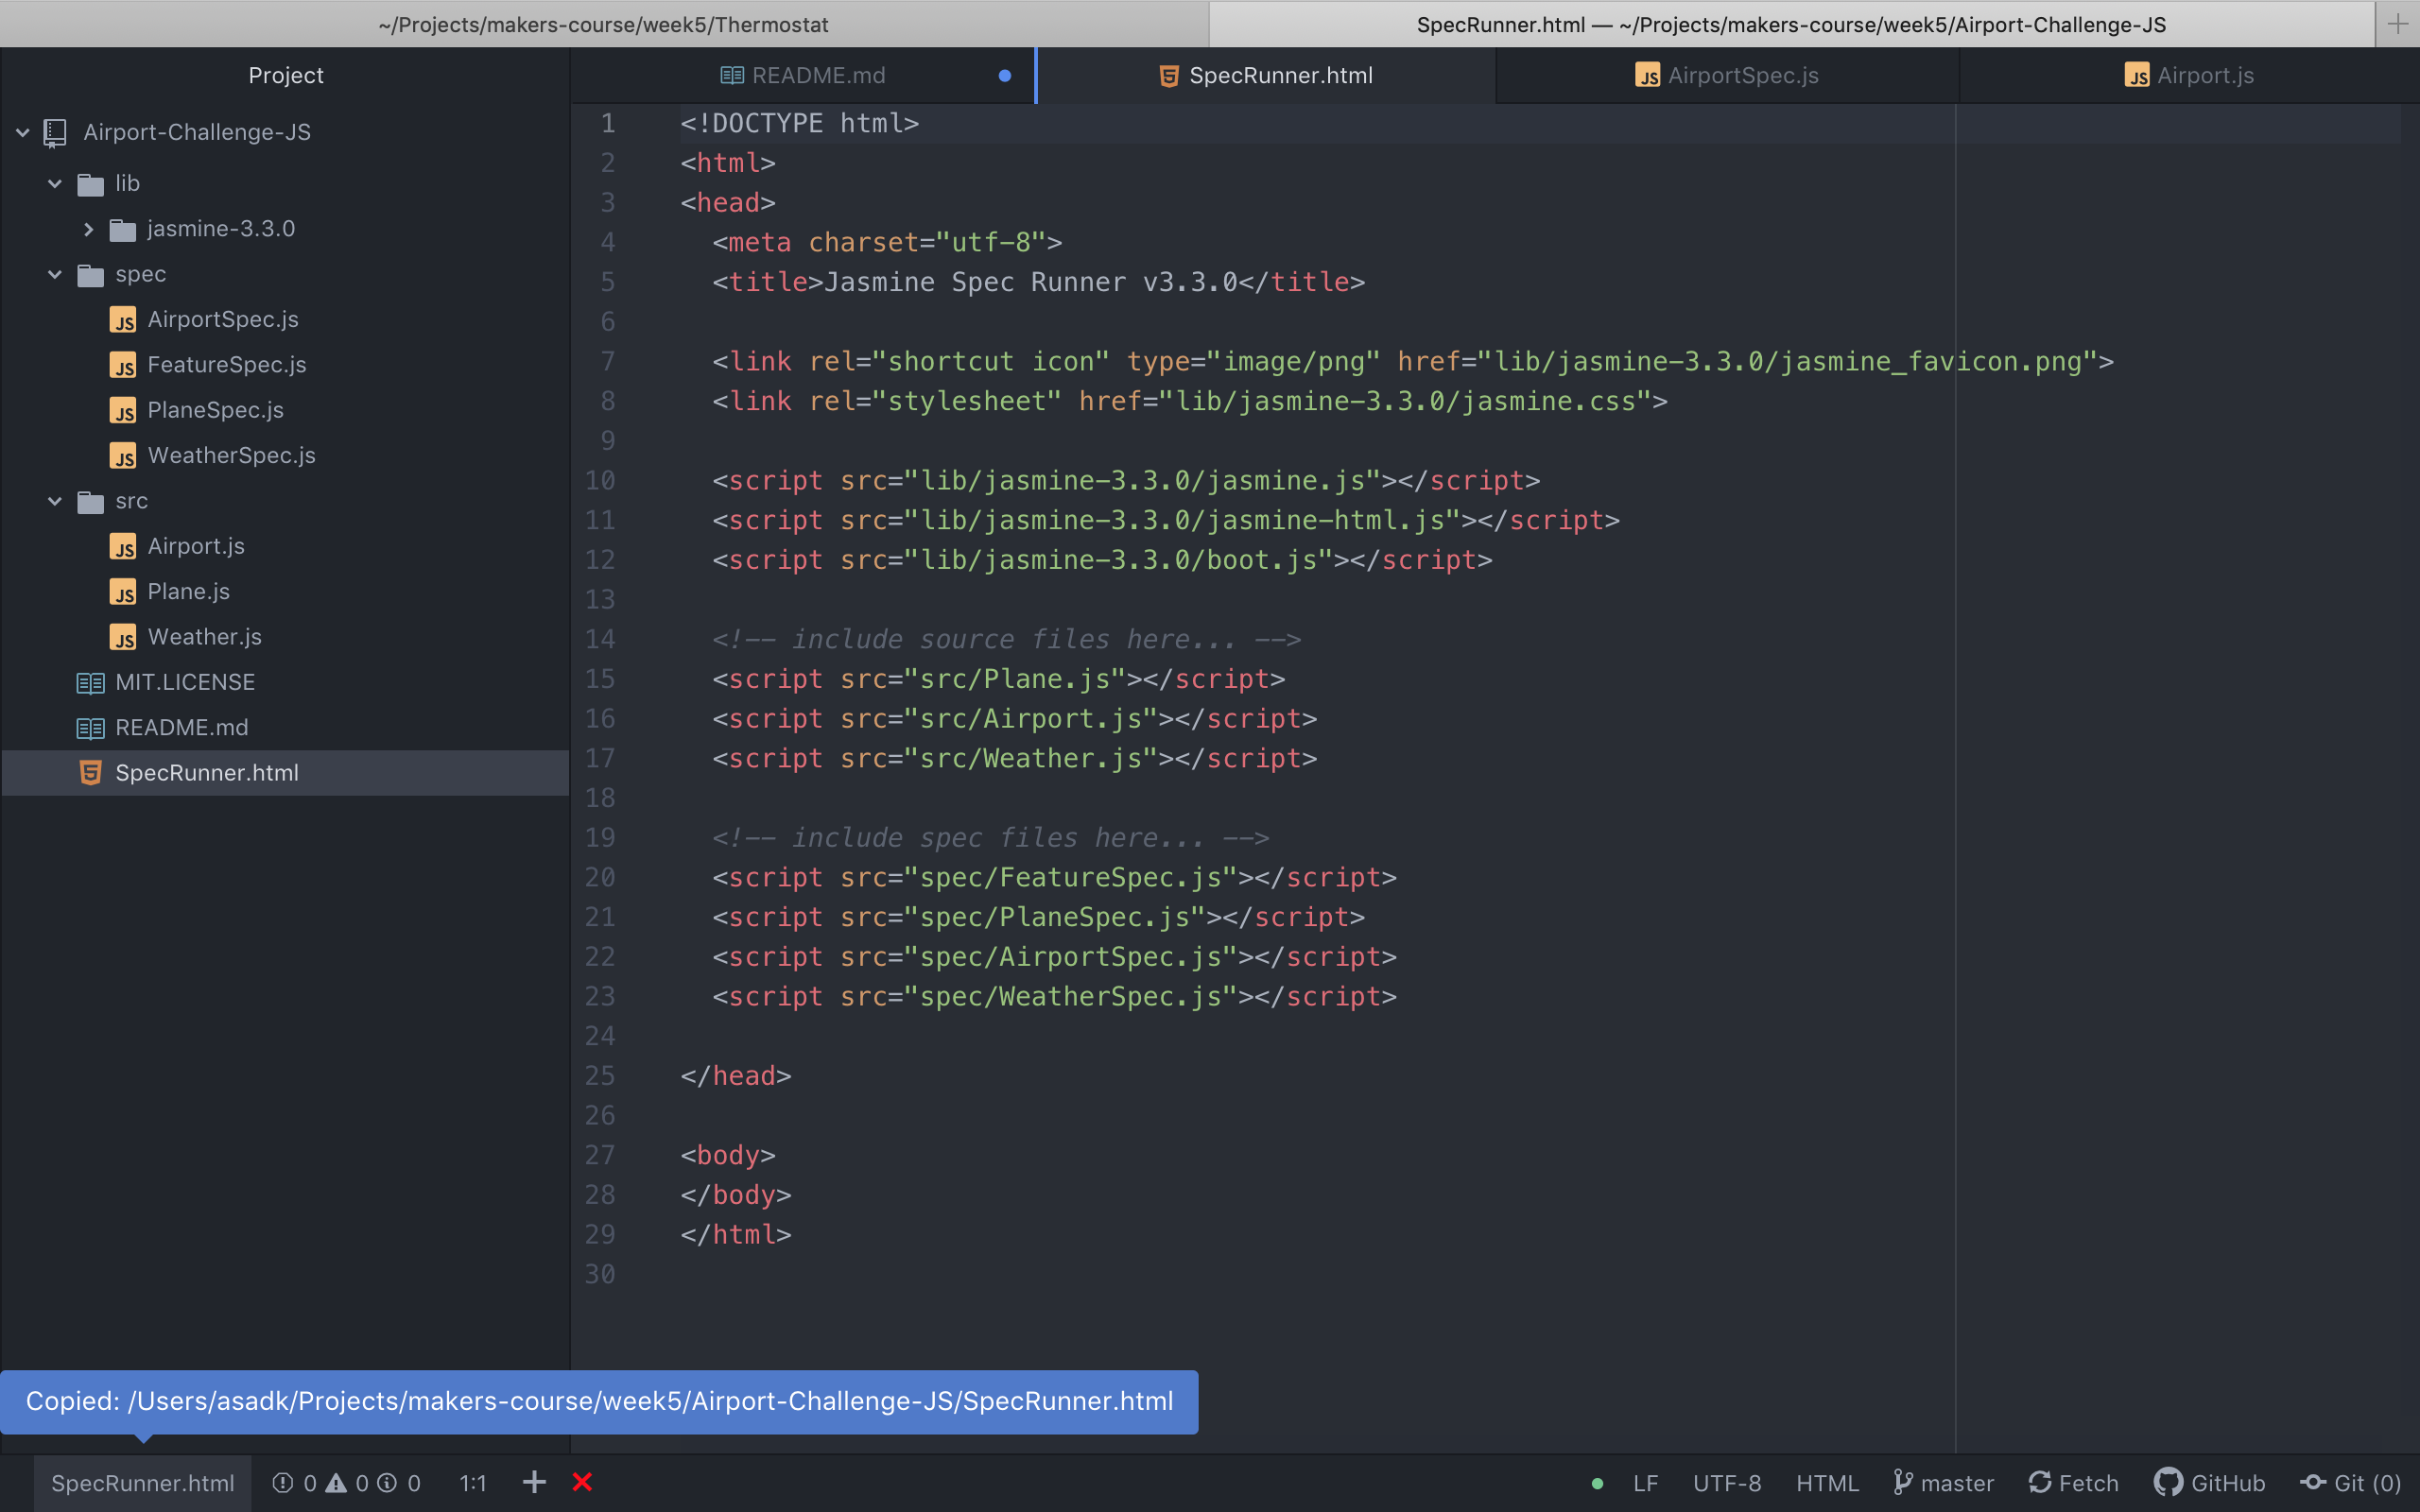 ~/Projects/makers-course/week5/Thermostat
SpecRunner.html — ~/Projects/makers-course/week5/Airport-Challenge-JS
Project
README.md
SpecRunner.html
AirportSpec.js
Airport.js
Airport-Challenge-JS
lib
jasmine-3.3.0
spec
AirportSpec.js
FeatureSpec.js
PlaneSpec.js
WeatherSpec.js
src
Airport.js
Plane.js
Weather.js
MIT.LICENSE
README.md
SpecRunner.html
1 <!DOCTYPE html>
2 <html>
3 <head>
4   <meta charset="utf-8">
5   <title>Jasmine Spec Runner v3.3.0</title>
6
7   <link rel="shortcut icon" type="image/png" href="lib/jasmine-3.3.0/jasmine_favicon.png">
8   <link rel="stylesheet" href="lib/jasmine-3.3.0/jasmine.css">
9
10   <script src="lib/jasmine-3.3.0/jasmine.js"></script>
11   <script src="lib/jasmine-3.3.0/jasmine-html.js"></script>
12   <script src="lib/jasmine-3.3.0/boot.js"></script>
13
14   <!-- include source files here... -->
15   <script src="src/Plane.js"></script>
16   <script src="src/Airport.js"></script>
17   <script src="src/Weather.js"></script>
18
19   <!-- include spec files here... -->
20   <script src="spec/FeatureSpec.js"></script>
21   <script src="spec/PlaneSpec.js"></script>
22   <script src="spec/AirportSpec.js"></script>
23   <script src="spec/WeatherSpec.js"></script>
24
25 </head>
26
27 <body>
28 </body>
29 </html>
30
Copied: /Users/asadk/Projects/makers-course/week5/Airport-Challenge-JS/SpecRunner.html
SpecRunner.html 0 0 0 1:1 LF UTF-8 HTML master Fetch GitHub Git (0)